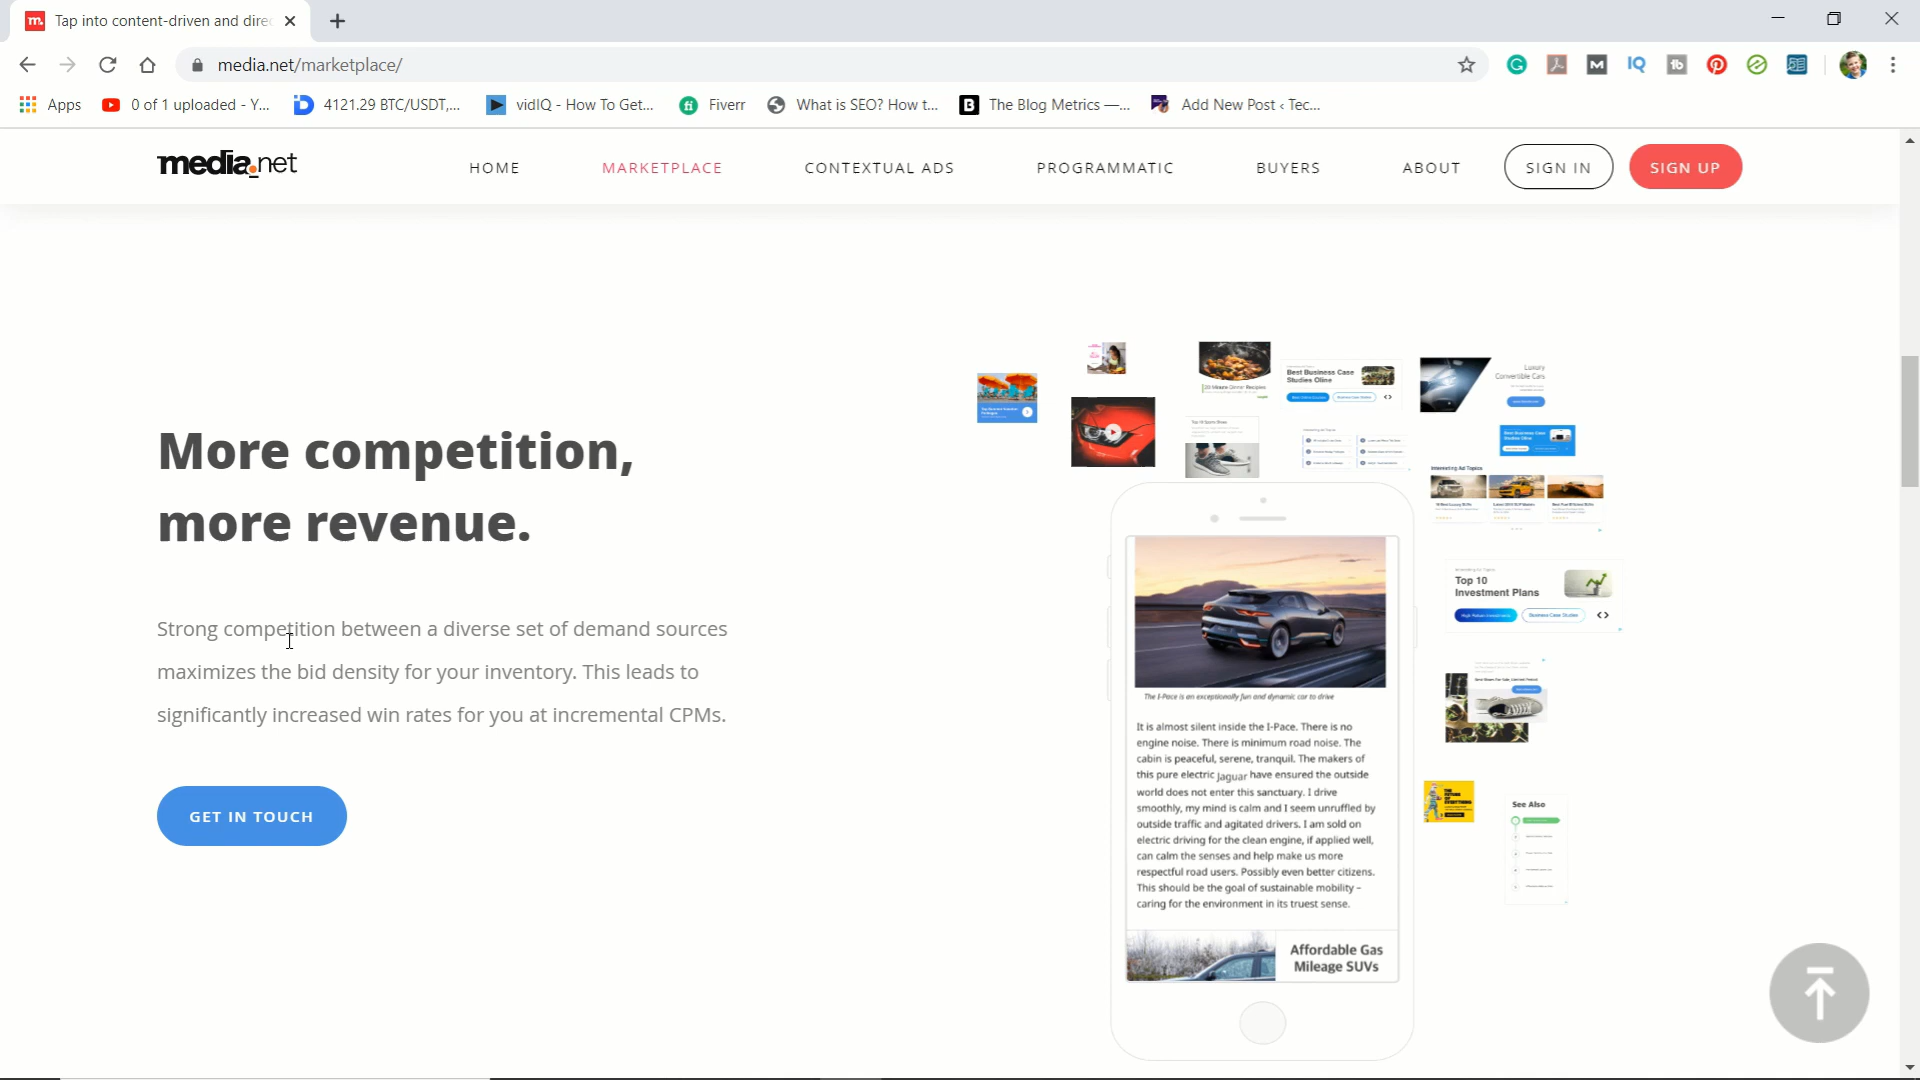 m. Tap into content-driven and dire
media.net/marketplace/
Apps 0 of 1 uploaded - Y... 4121.29 BTC/USDT,... vidIQ - How To Get... Fiverr What is SEO? How t... The Blog Metrics —... Add New Post ‹ Tec...
media.net HOME MARKETPLACE CONTEXTUAL ADS PROGRAMMATIC BUYERS ABOUT SIGN IN SIGN UP
More competition,
more revenue.
Strong competition between a diverse set of demand sources
maximizes the bid density for your inventory. This leads to
significantly increased win rates for you at incremental CPMs.
GET IN TOUCH
Best Business Case
Studies Oline
Luxury
Convertible Cars
Best Business Case
Studies Oline
Interesting Ad Topics
Top 10
Investment Plans
Business Case Studies
See Also
The I-Pace is an exceptionally fun and dynamic car to drive
It is almost silent inside the I-Pace. There is no
engine noise. There is minimum road noise. The
cabin is peaceful, serene, tranquil. The makers of
this pure electric Jaguar have ensured the outside
world does not enter this sanctuary. I drive
smoothly, my mind is calm and I seem unruffled by
outside traffic and agitated drivers. I am sold on
electric driving for the clean engine, if applied well,
can calm the senses and help make us more
respectful road users. Possibly even better citizens.
This should be the goal of sustainable mobility –
caring for the environment in its truest sense.
Affordable Gas
Mileage SUVs